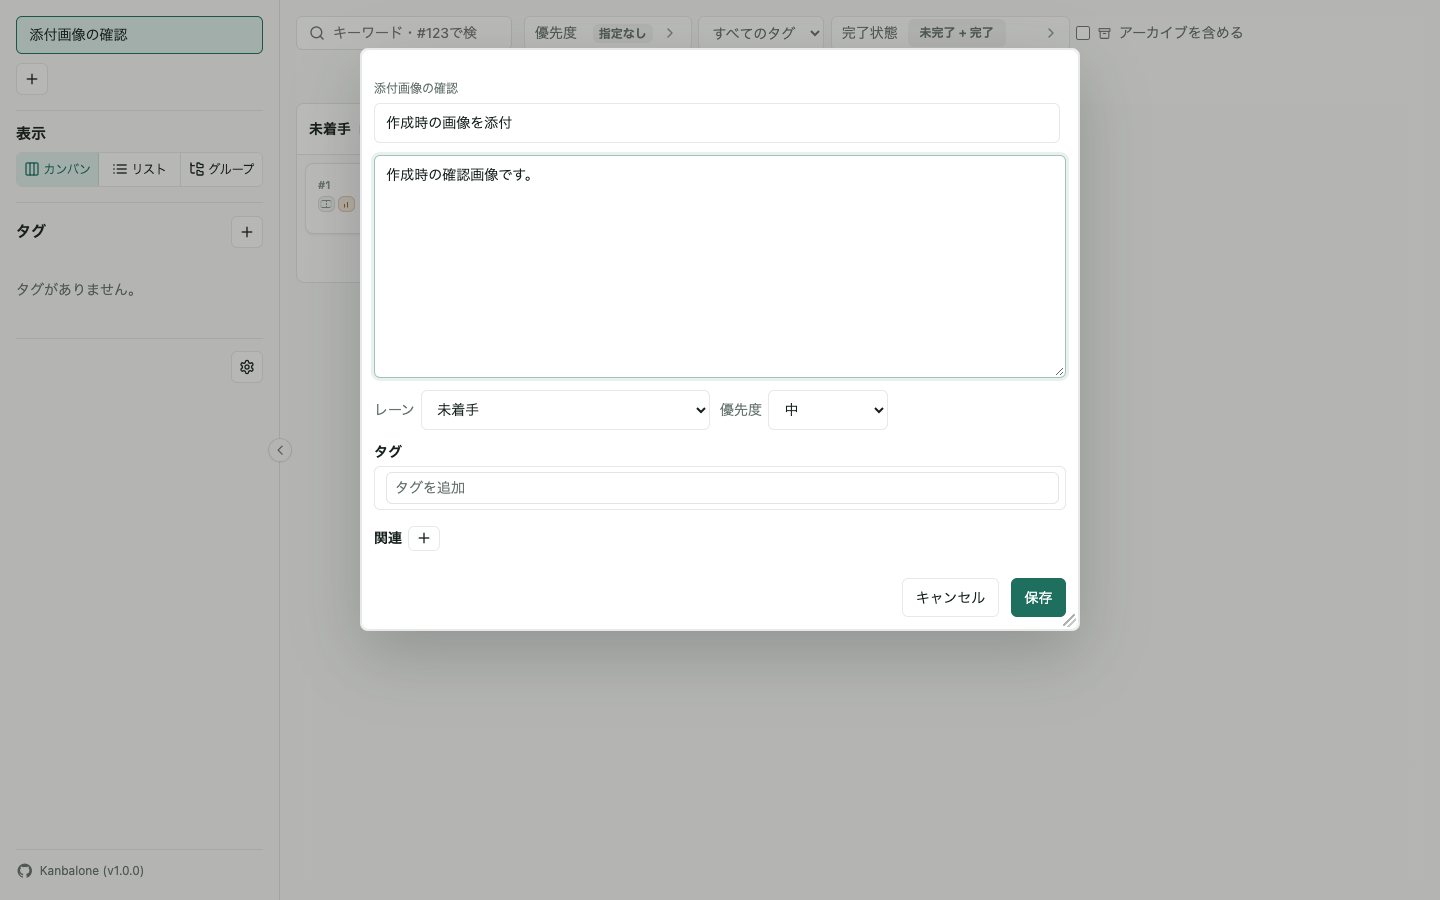 添付画像の確認
キーワード・#123で検
優先度 指定なし
すべてのタグ
完了状態 未完了 + 完了
アーカイブを含める
表示
カンバン
リスト
グループ
タグ
タグがありません。
Kanbalone (v1.0.0)
未着手
#1
添付画像の確認
作成時の画像を添付
作成時の確認画像です。
レーン 未着手 優先度 中
タグ
タグを追加
関連
キャンセル 保存